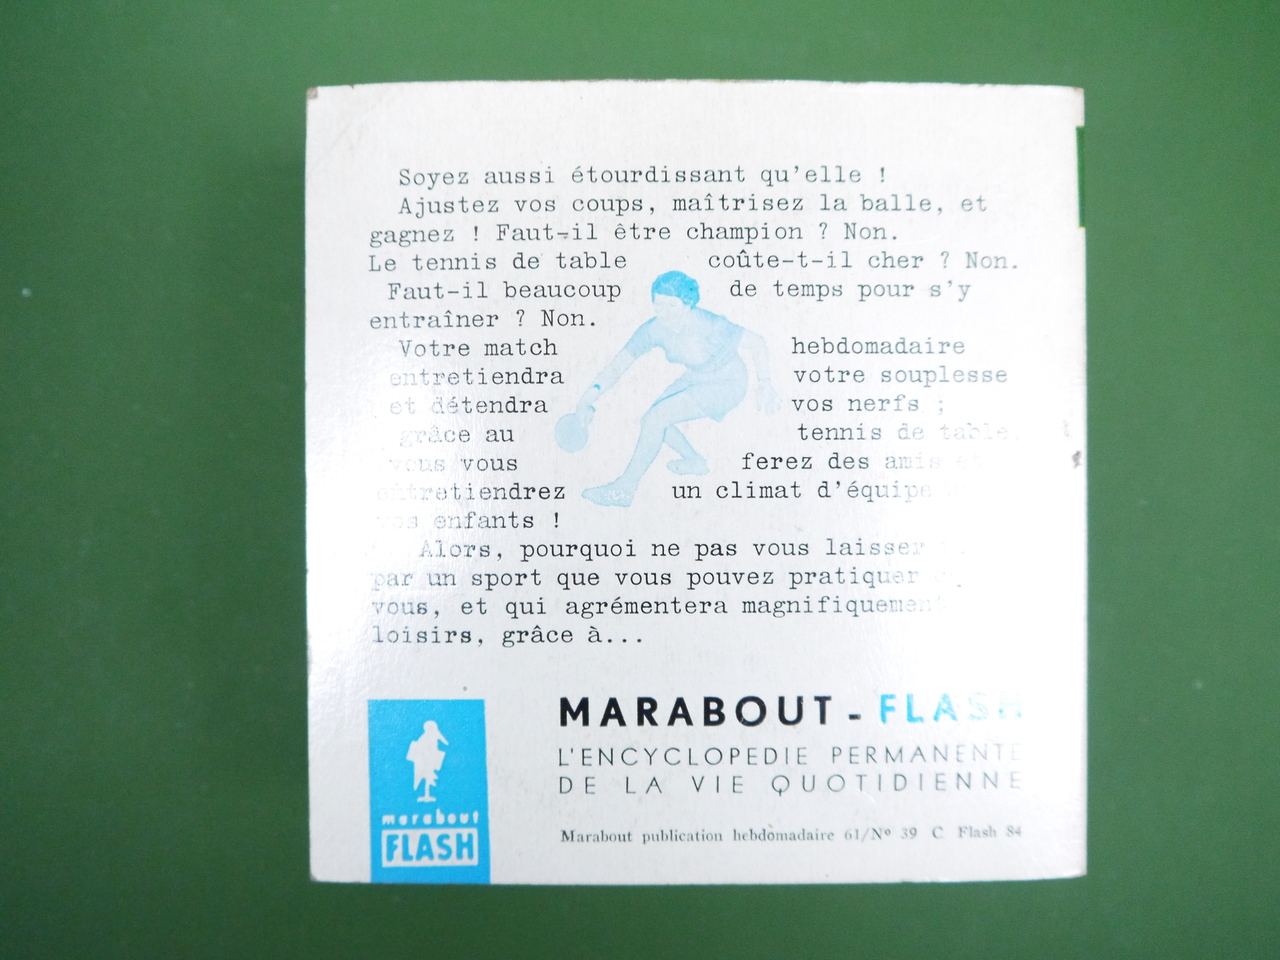 Soyez aussi étourdissant qu'elle !
Ajustez vos coups, maîtrisez la balle, et
gagnez ! Faut-il être champion ? Non.
Le tennis de table coûte-t-il cher ? Non.
Faut-il beaucoup de temps pour s'y
entraîner ? Non.
Votre match hebdomadaire
entretiendra votre souplesse
et détendra vos nerfs ;
grâce au tennis de table,
vous vous ferez des amis et
entretiendrez un climat d'équipe
vos enfants !
Alors, pourquoi ne pas vous laisser
par un sport que vous pouvez pratiquer
vous, et qui agrémentera magnifiquement
loisirs, grâce à...
MARABOUT - FLASH
L'ENCYCLOPEDIE PERMANENTE
DE LA VIE QUOTIDIENNE
Marabout publication hebdomadaire 61/Nº 39 C Flash 84
marabout
FLASH